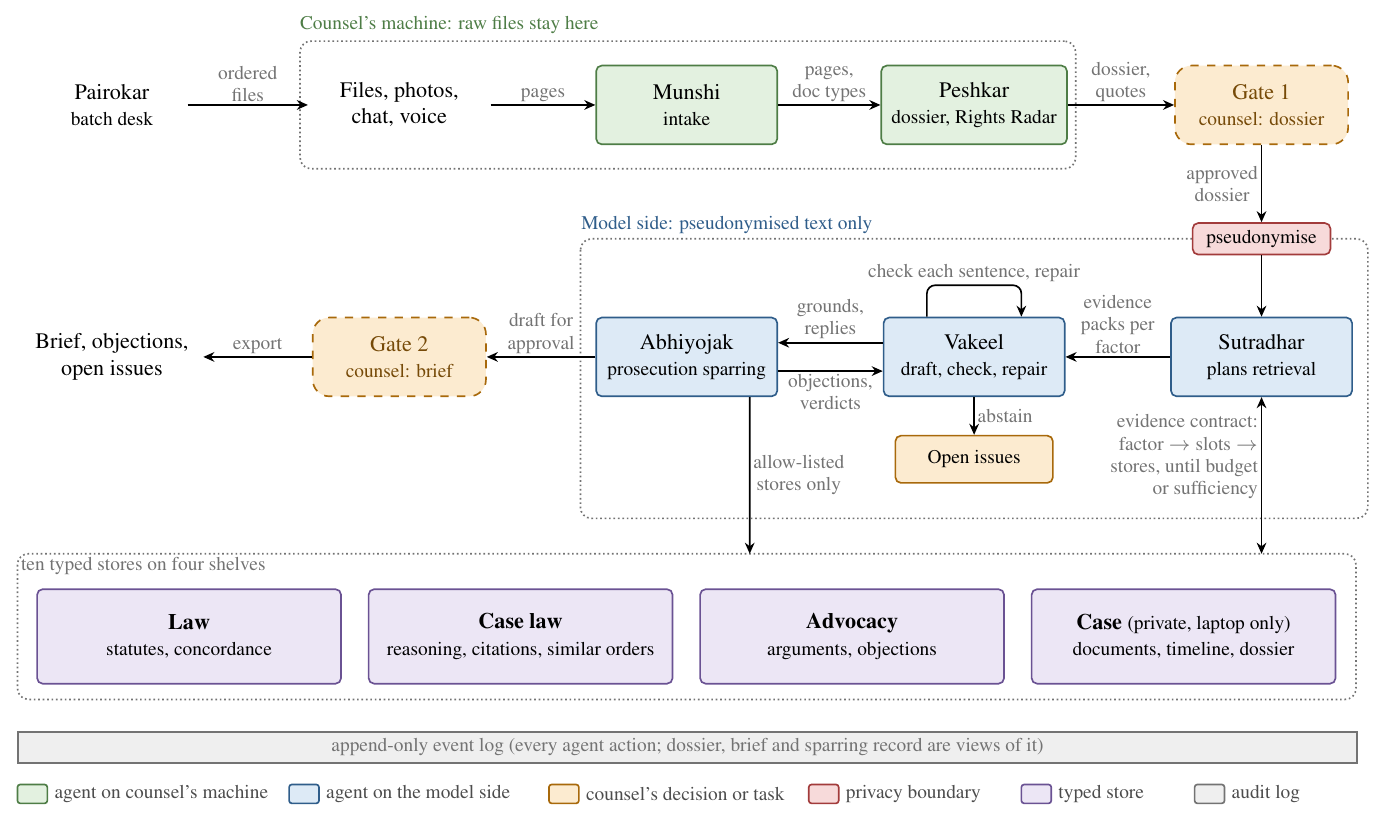 Counsel's machine: raw files stay here
Pairokar
batch desk
ordered
files
Files, photos,
chat, voice
pages
Munshi
intake
pages,
doc types
Peshkar
dossier, Rights Radar
dossier,
quotes
Gate 1
counsel: dossier
approved
dossier
Model side: pseudonymised text only
pseudonymise
Brief, objections,
open issues
export
Gate 2
counsel: brief
draft for
approval
Abhiyojak
prosecution sparring
grounds,
replies
objections,
verdicts
check each sentence, repair
Vakeel
draft, check, repair
evidence
packs per
factor
Sutradhar
plans retrieval
abstain
Open issues
allow-listed
stores only
evidence contract:
factor → slots →
stores, until budget
or sufficiency
ten typed stores on four shelves
Law
statutes, concordance
Case law
reasoning, citations, similar orders
Advocacy
arguments, objections
Case (private, laptop only)
documents, timeline, dossier
append-only event log (every agent action; dossier, brief and sparring record are views of it)
agent on counsel's machine
agent on the model side
counsel's decision or task
privacy boundary
typed store
audit log